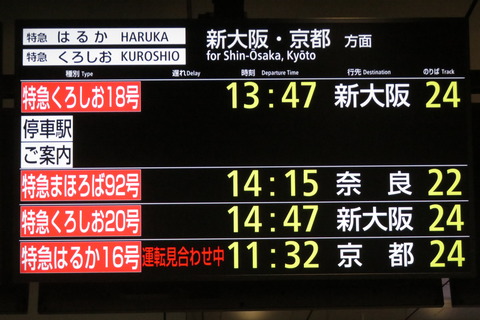 特急 はるか HARUKA
特急 くろしお KUROSHIO
新大阪・京都 方面
for Shin-Osaka, Kyōto
種別 Type 遅れ Delay 時刻 Departure Time 行先 Destination のりば Track
特急くろしお18号 13:47 新大阪 24
停車駅
ご案内
特急まほろば92号 14:15 奈良 22
特急くろしお20号 14:47 新大阪 24
特急はるか16号 運転見合わせ中 11:32 京都 24